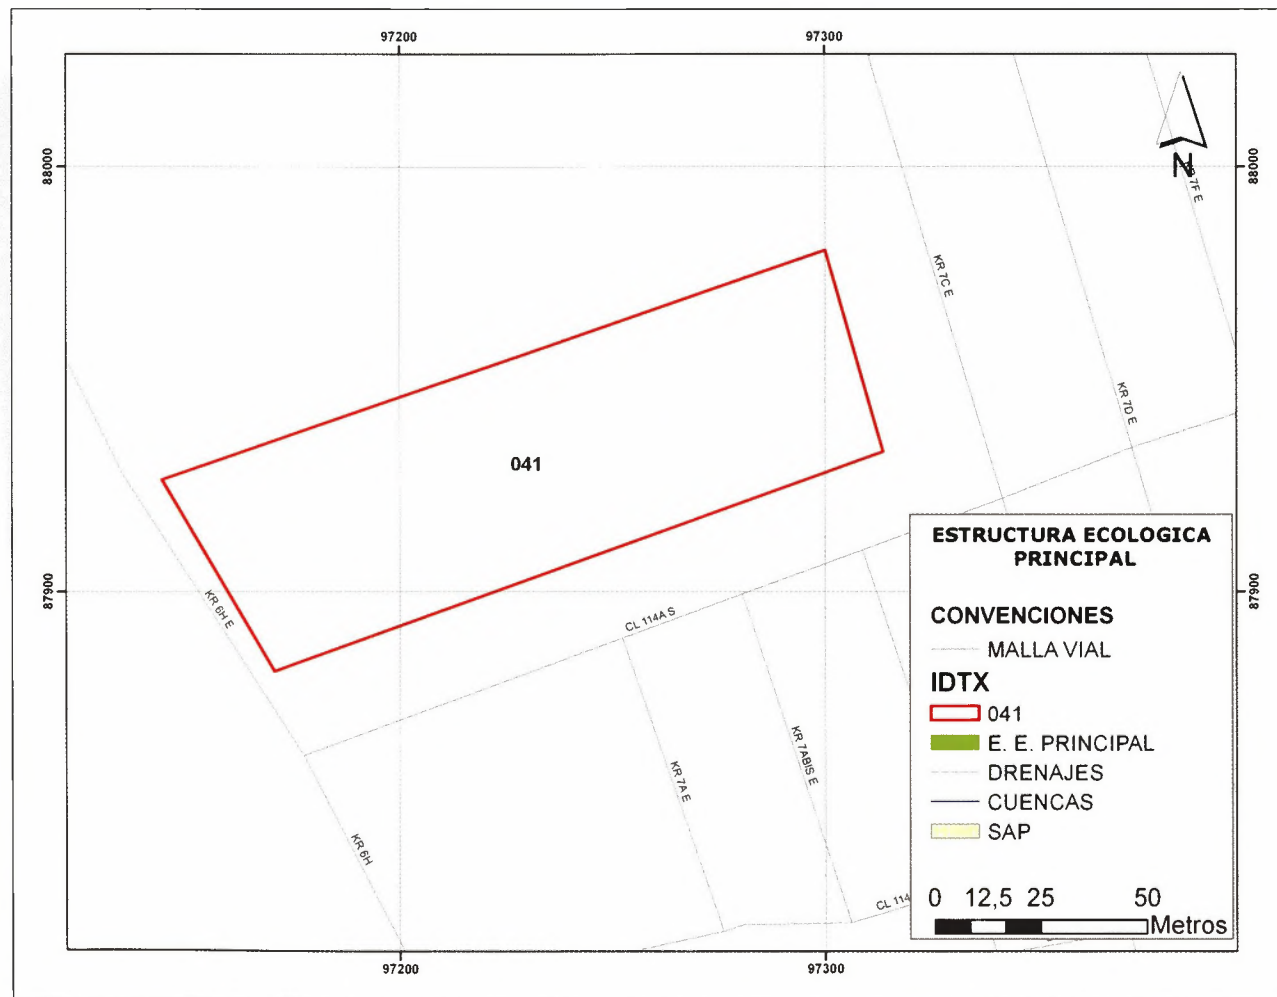 97200
97300
88000
88000
N
KR 7F E
KR 7C E
KR 7D E
041
87900
87900
KR 6H E
CL 114A S
KR 7A E
KR 7ABIS E
KR 6H
CL 114
ESTRUCTURA ECOLOGICA
PRINCIPAL
CONVENCIONES
MALLA VIAL
IDTX
041
E. E. PRINCIPAL
DRENAJES
CUENCAS
SAP
0 12,5 25 50
Metros
97200
97300